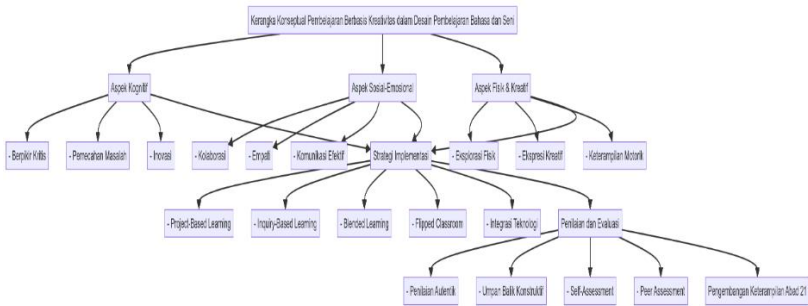 Kerangka Konseptual Pembelajaran Berbasis Kreativitas dalam Desain Pembelajaran Bahasa dan Seni
Aspek Kognitif
Aspek Sosial-Emosional
Aspek Fisik & Kreatif
- Berpikir Kritis
- Pemecahan Masalah
- Inovasi
- Kolaborasi
- Empati
- Komunikasi Efektif
Strategi Implementasi
- Eksplorasi Fisik
- Ekspresi Kreatif
- Keterampilan Motorik
- Project-Based Learning
- Inquiry-Based Learning
- Blended Learning
- Flipped Classroom
- Integrasi Teknologi
Penilaian dan Evaluasi
- Penilaian Autentik
- Umpan Balik Konstruktif
- Self-Assessment
- Peer Assessment
Pengembangan Keterampilan Abad 21